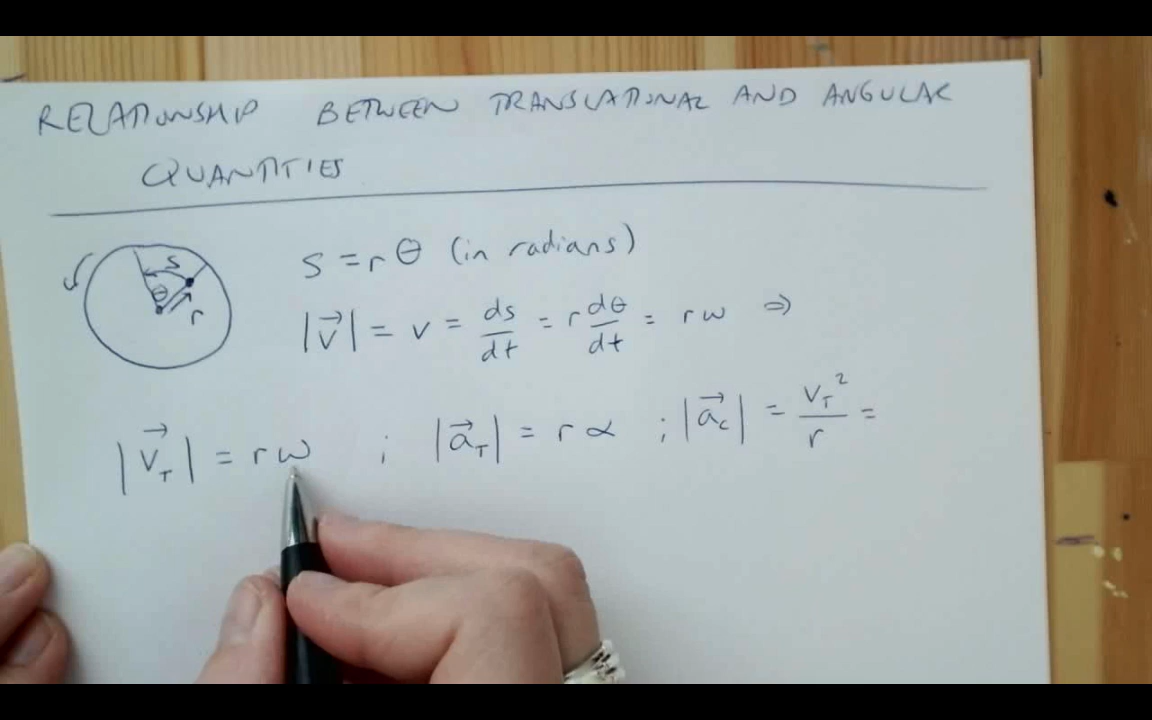 RELATIONSHIP BETWEEN TRANSLATIONAL AND ANGULAR
QUANTITIES
s = rθ (in radians)
|v⃗| = v = ds/dt = r dθ/dt = rω ⇒
|v⃗_T| = rω ; |a⃗_T| = rα ; |a⃗_c| = v_T²/r =
s
θ
r